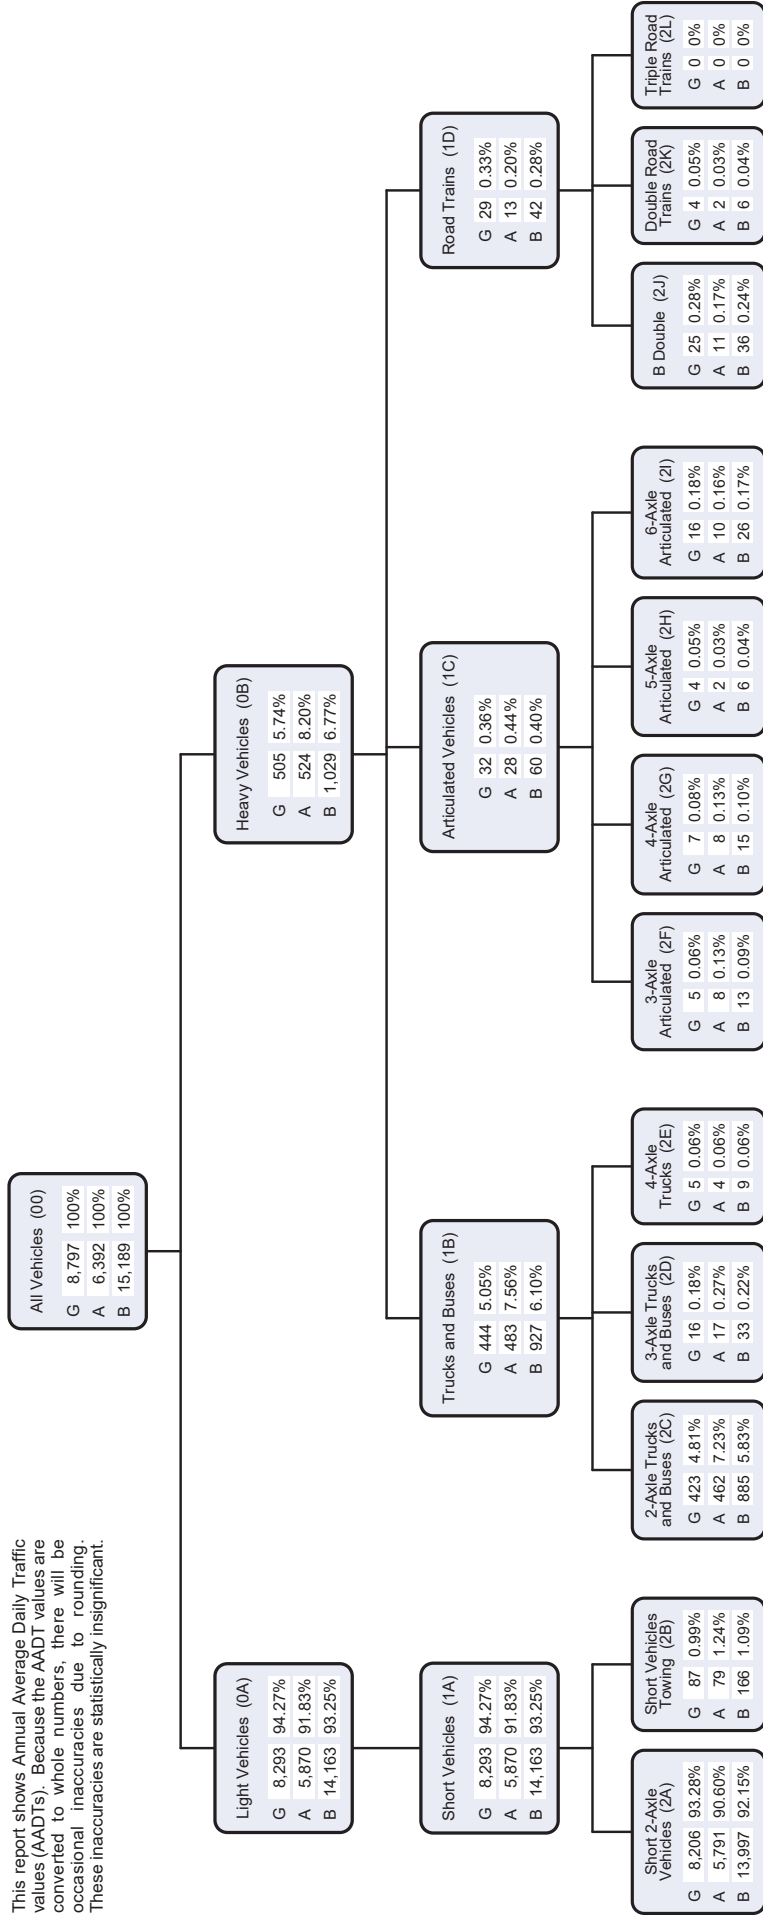 This report shows Annual Average Daily Traffic
values (AADTs). Because the AADT values are
converted to whole numbers, there will be
occasional inaccuracies due to rounding.
These inaccuracies are statistically insignificant.
All Vehicles (00)
G 8,797 100%
A 6,392 100%
B 15,189 100%
Light Vehicles (0A)
G 8,293 94.27%
A 5,870 91.83%
B 14,163 93.25%
Heavy Vehicles (0B)
G 505 5.74%
A 524 8.20%
B 1,029 6.77%
Short Vehicles (1A)
G 8,293 94.27%
A 5,870 91.83%
B 14,163 93.25%
Trucks and Buses (1B)
G 444 5.05%
A 483 7.56%
B 927 6.10%
Articulated Vehicles (1C)
G 32 0.36%
A 28 0.44%
B 60 0.40%
Road Trains (1D)
G 29 0.33%
A 13 0.20%
B 42 0.28%
Short 2-Axle
Vehicles (2A)
G 8,206 93.28%
A 5,791 90.60%
B 13,997 92.15%
Short Vehicles
Towing (2B)
G 87 0.99%
A 79 1.24%
B 166 1.09%
2-Axle Trucks
and Buses (2C)
G 423 4.81%
A 462 7.23%
B 885 5.83%
3-Axle Trucks
and Buses (2D)
G 16 0.18%
A 17 0.27%
B 33 0.22%
4-Axle
Trucks (2E)
G 5 0.06%
A 4 0.06%
B 9 0.06%
3-Axle
Articulated (2F)
G 5 0.06%
A 8 0.13%
B 13 0.09%
4-Axle
Articulated (2G)
G 7 0.08%
A 8 0.13%
B 15 0.10%
5-Axle
Articulated (2H)
G 4 0.05%
A 2 0.03%
B 6 0.04%
6-Axle
Articulated (2I)
G 16 0.18%
A 10 0.16%
B 26 0.17%
B Double (2J)
G 25 0.28%
A 11 0.17%
B 36 0.24%
Double Road
Trains (2K)
G 4 0.05%
A 2 0.03%
B 6 0.04%
Triple Road
Trains (2L)
G 0 0%
A 0 0%
B 0 0%